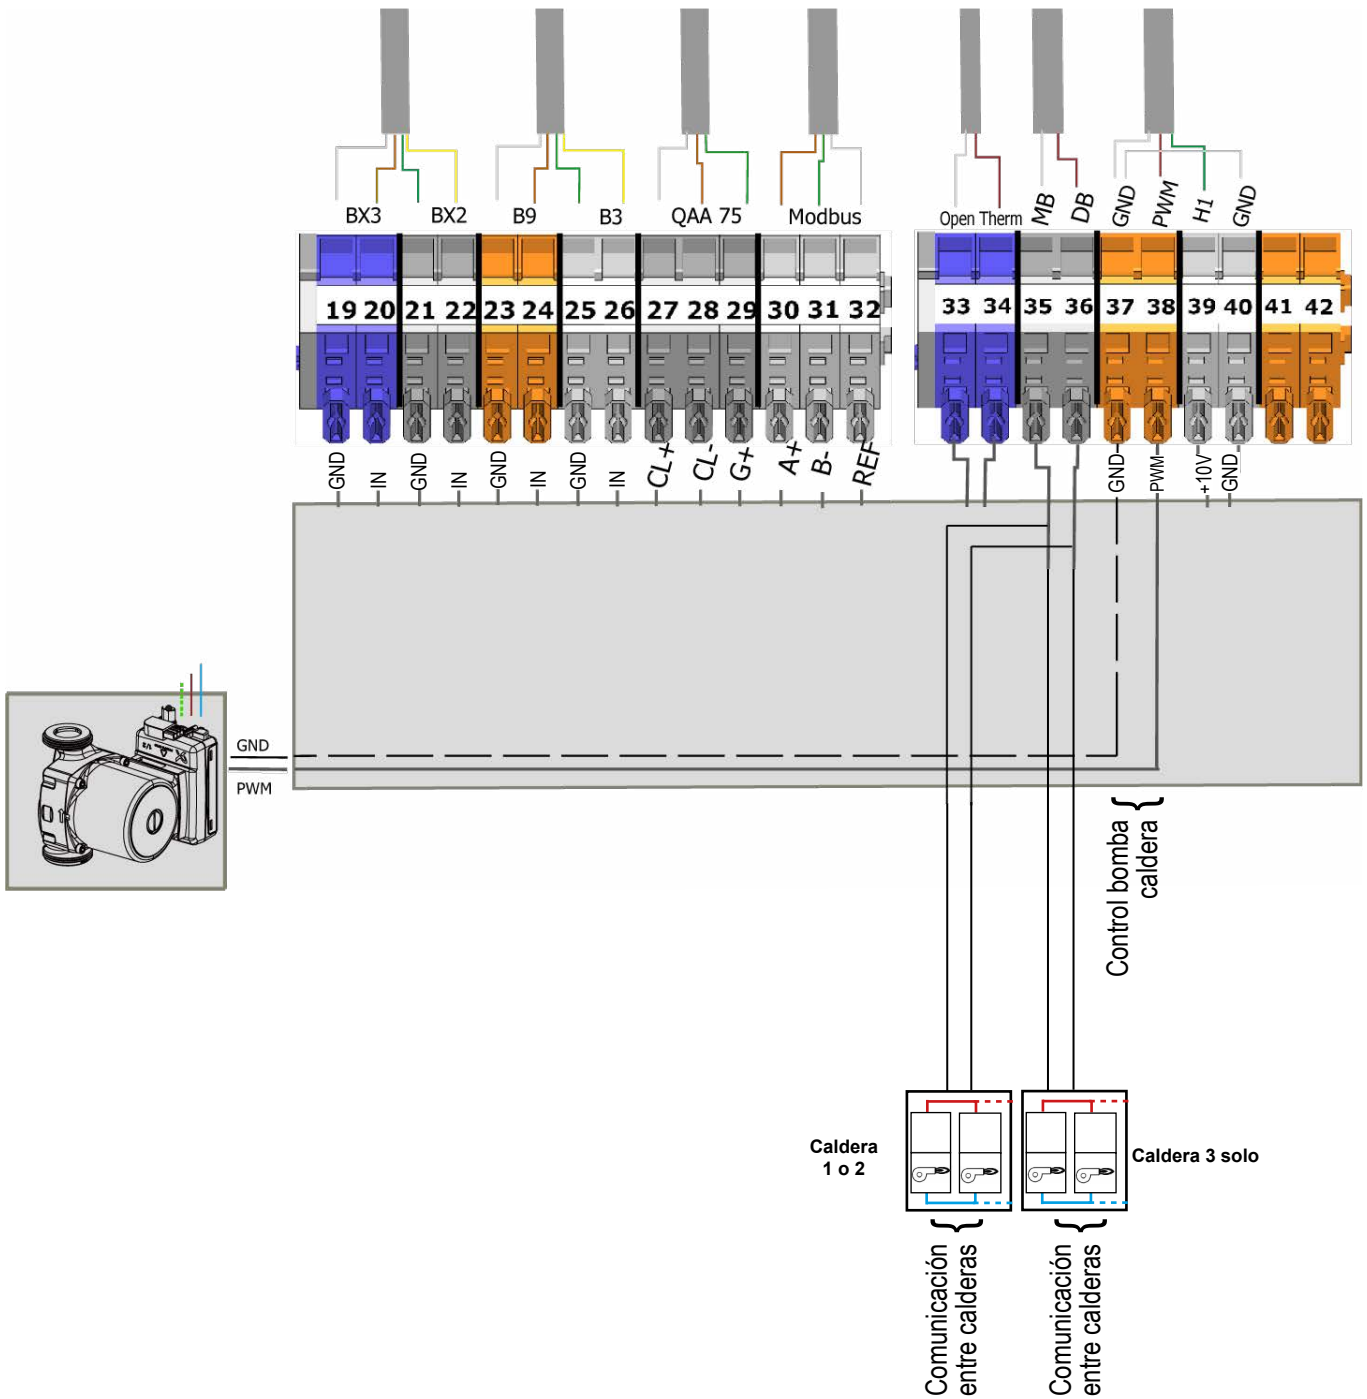 BX3 BX2 B9 B3 QAA 75 Modbus
Open Therm MB DB GND PWM H1 GND
19 20 21 22 23 24 25 26 27 28 29 30 31 32
33 34 35 36 37 38 39 40 41 42
GND IN GND IN GND IN GND IN CL+ CL- G+ A+ B- REF
GND PWM +10V GND
GND
PWM
Control bomba
caldera
Caldera
1 o 2
Caldera 3 solo
Comunicación
entre calderas
Comunicación
entre calderas